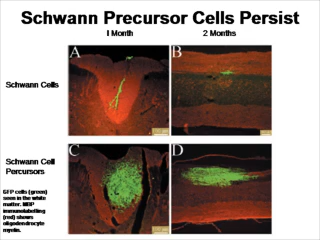 Schwann Precursor Cells Persist
1 Month
2 Months
A
B
Schwann Cells
C
D
Schwann Cell
Percursors
GFP cells (green)
seen in the white
matter. MBP
immunolabelling
(red) shows
oligodendrocyte
myelin.